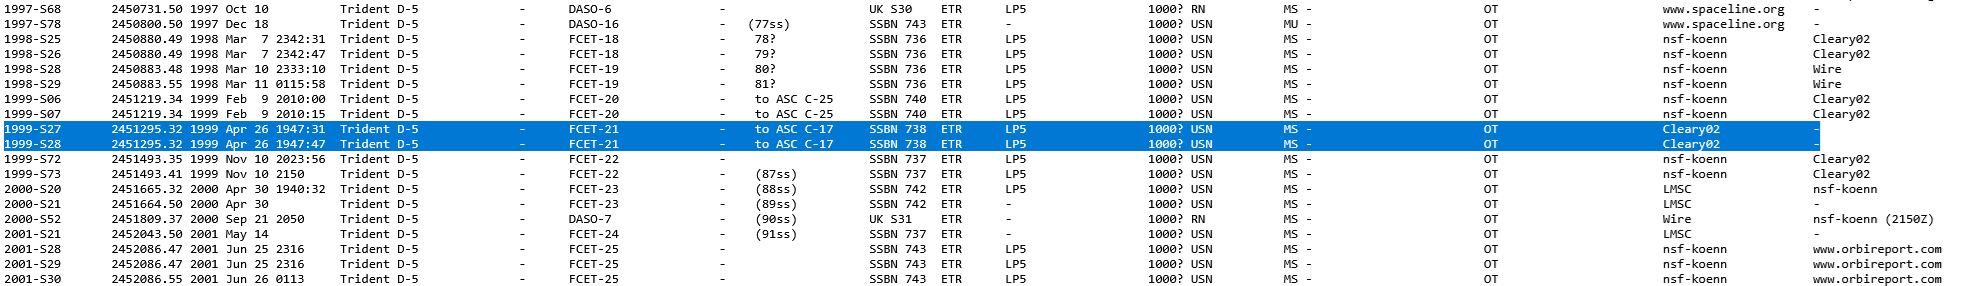 1997-S68 2450731.50 1997 Oct 10 Trident D-5 - DASO-6 - UK S30 ETR LP5 1000? RN MS - OT www.spaceline.org -
1997-S78 2450800.50 1997 Dec 18 Trident D-5 - DASO-16 - (77ss) SSBN 743 ETR - 1000? USN MU - OT www.spaceline.org -
1998-S25 2450880.49 1998 Mar 7 2342:31 Trident D-5 - FCET-18 - 78? SSBN 736 ETR LP5 1000? USN MS - OT nsf-koenn Cleary02
1998-S26 2450880.49 1998 Mar 7 2342:47 Trident D-5 - FCET-18 - 79? SSBN 736 ETR LP5 1000? USN MS - OT nsf-koenn Cleary02
1998-S28 2450883.48 1998 Mar 10 2333:10 Trident D-5 - FCET-19 - 80? SSBN 736 ETR LP5 1000? USN MS - OT nsf-koenn Wire
1998-S29 2450883.55 1998 Mar 11 0115:58 Trident D-5 - FCET-19 - 81? SSBN 736 ETR LP5 1000? USN MS - OT nsf-koenn Wire
1999-S06 2451219.34 1999 Feb 9 2010:00 Trident D-5 - FCET-20 - to ASC C-25 SSBN 740 ETR LP5 1000? USN MS - OT nsf-koenn Cleary02
1999-S07 2451219.34 1999 Feb 9 2010:15 Trident D-5 - FCET-20 - to ASC C-25 SSBN 740 ETR LP5 1000? USN MS - OT nsf-koenn Cleary02
1999-S27 2451295.32 1999 Apr 26 1947:31 Trident D-5 - FCET-21 - to ASC C-17 SSBN 738 ETR LP5 1000? USN MS - OT Cleary02 -
1999-S28 2451295.32 1999 Apr 26 1947:47 Trident D-5 - FCET-21 - to ASC C-17 SSBN 738 ETR LP5 1000? USN MS - OT Cleary02 -
1999-S72 2451493.35 1999 Nov 10 2023:56 Trident D-5 - FCET-22 - SSBN 737 ETR LP5 1000? USN MS - OT nsf-koenn Cleary02
1999-S73 2451493.41 1999 Nov 10 2150 Trident D-5 - FCET-22 - (87ss) SSBN 737 ETR LP5 1000? USN MS - OT nsf-koenn Cleary02
2000-S20 2451665.32 2000 Apr 30 1940:32 Trident D-5 - FCET-23 - (88ss) SSBN 742 ETR LP5 1000? USN MS - OT LMSC nsf-koenn
2000-S21 2451664.50 2000 Apr 30 Trident D-5 - FCET-23 - (89ss) SSBN 742 ETR - 1000? USN MS - OT LMSC -
2000-S52 2451809.37 2000 Sep 21 2050 Trident D-5 - DASO-7 - (90ss) UK S31 ETR - 1000? RN MS - OT Wire nsf-koenn (2150Z)
2001-S21 2452043.50 2001 May 14 Trident D-5 - FCET-24 - (91ss) SSBN 737 ETR - 1000? USN MS - OT LMSC -
2001-S28 2452086.47 2001 Jun 25 2316 Trident D-5 - FCET-25 - SSBN 743 ETR LP5 1000? USN MS - OT nsf-koenn www.orbireport.com
2001-S29 2452086.47 2001 Jun 25 2316 Trident D-5 - FCET-25 - SSBN 743 ETR LP5 1000? USN MS - OT nsf-koenn www.orbireport.com
2001-S30 2452086.55 2001 Jun 26 0113 Trident D-5 - FCET-25 - SSBN 743 ETR LP5 1000? USN MS - OT nsf-koenn www.orbireport.com